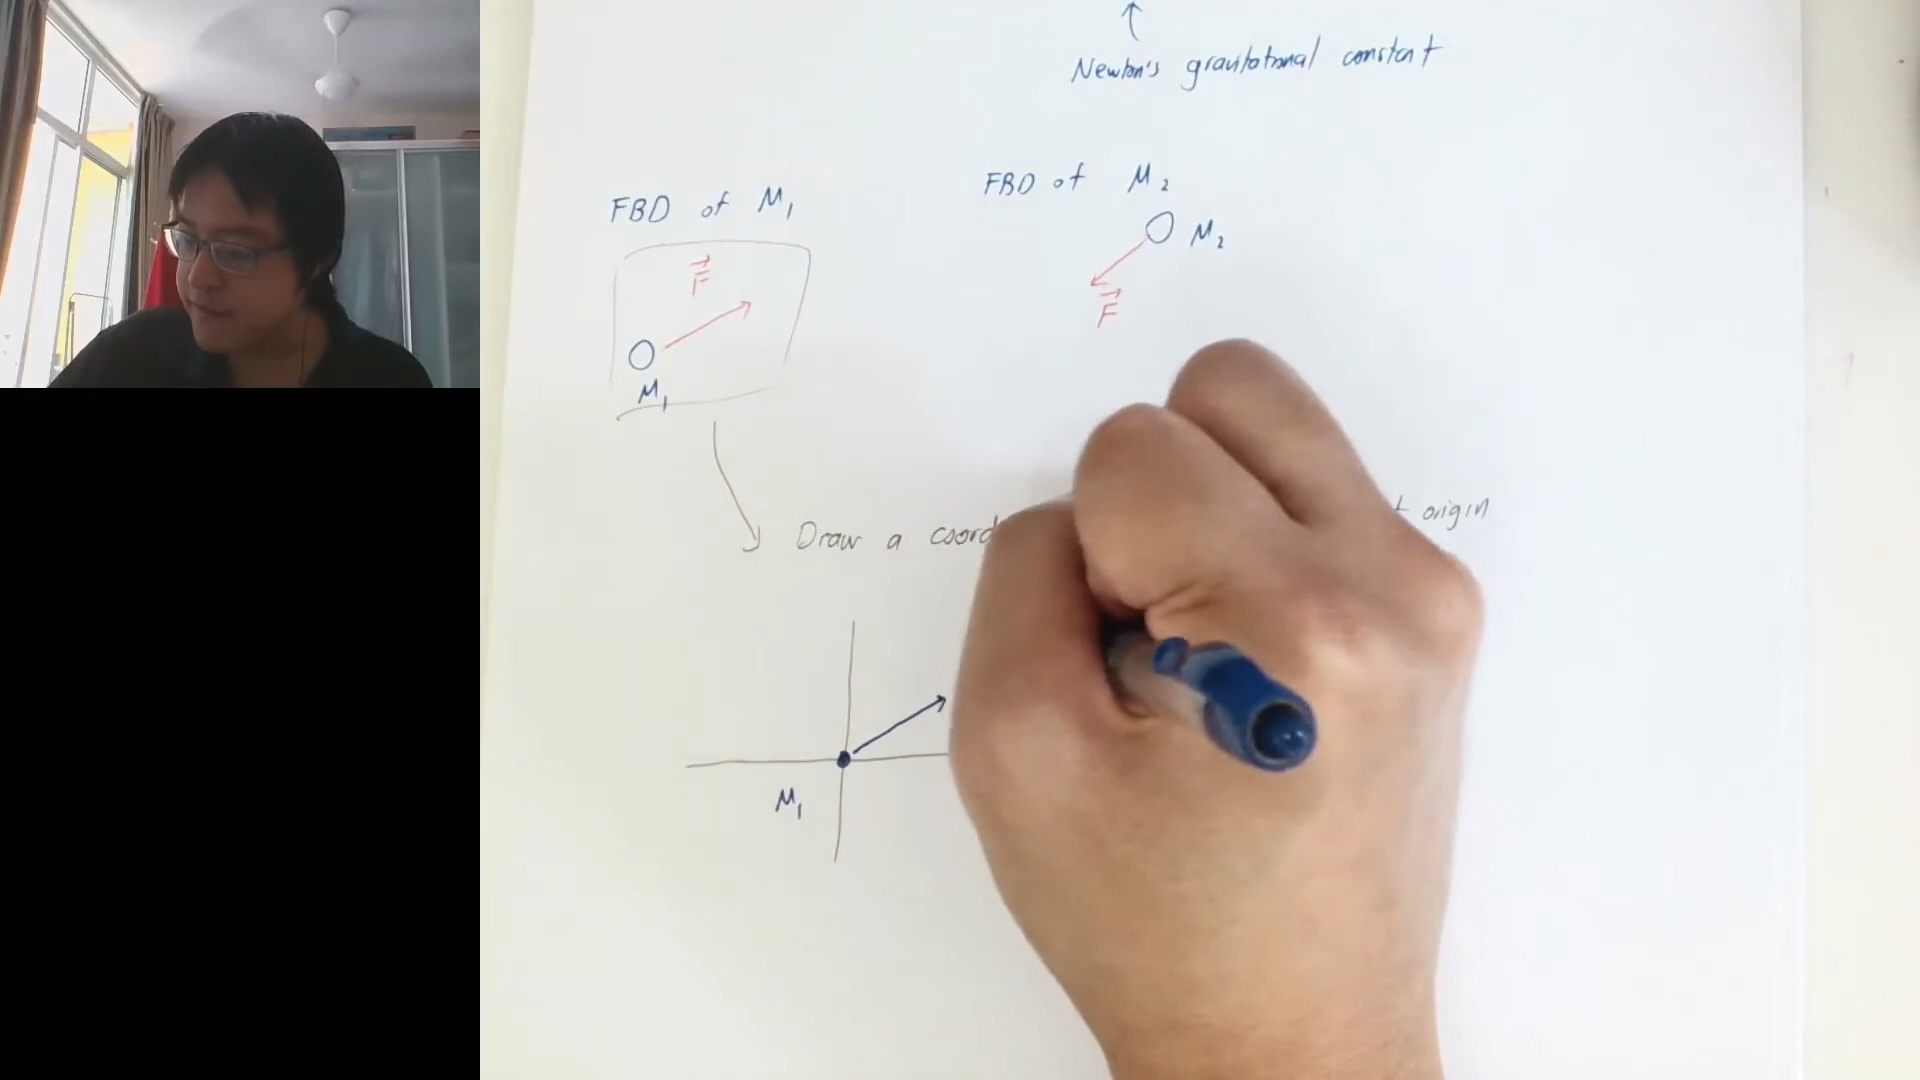 ↑
Newton's gravitational constant
FBD of M₁
FBD of M₂
M₂
F⃗
F⃗
M₁
Draw a coord
origin
M₁